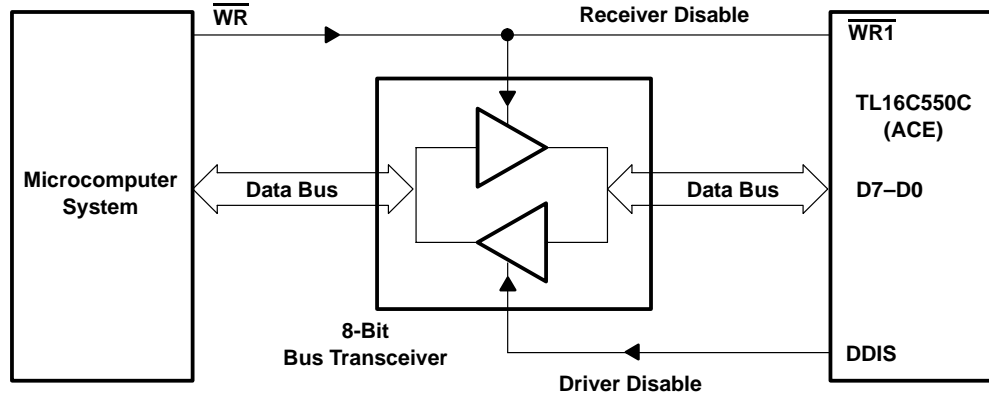 WR
Receiver Disable
WR1
TL16C550C
(ACE)
Microcomputer
System
Data Bus
Data Bus
D7–D0
8-Bit
Bus Transceiver
DDIS
Driver Disable